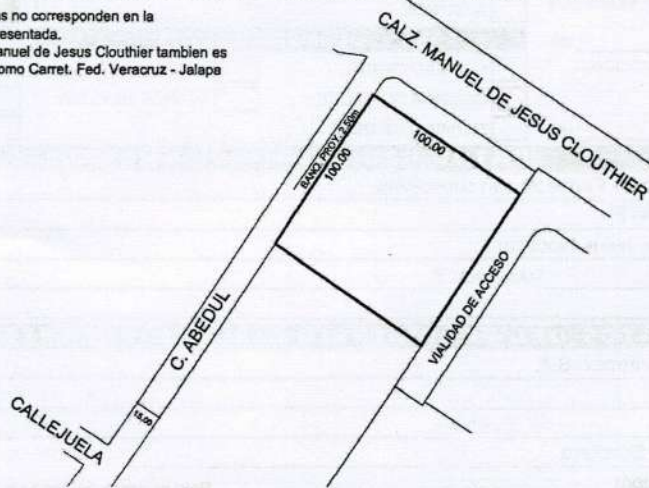 as no corresponden en la
esentada.
anuel de Jesus Clouthier tambien es
omo Carret. Fed. Veracruz - Jalapa
CALZ. MANUEL DE JESUS CLOUTHIER
BANQ. PROY. 2.50m
100.00
100.00
VIALIDAD DE ACCESO
C. ABEDUL
15.00
CALLEJUELA